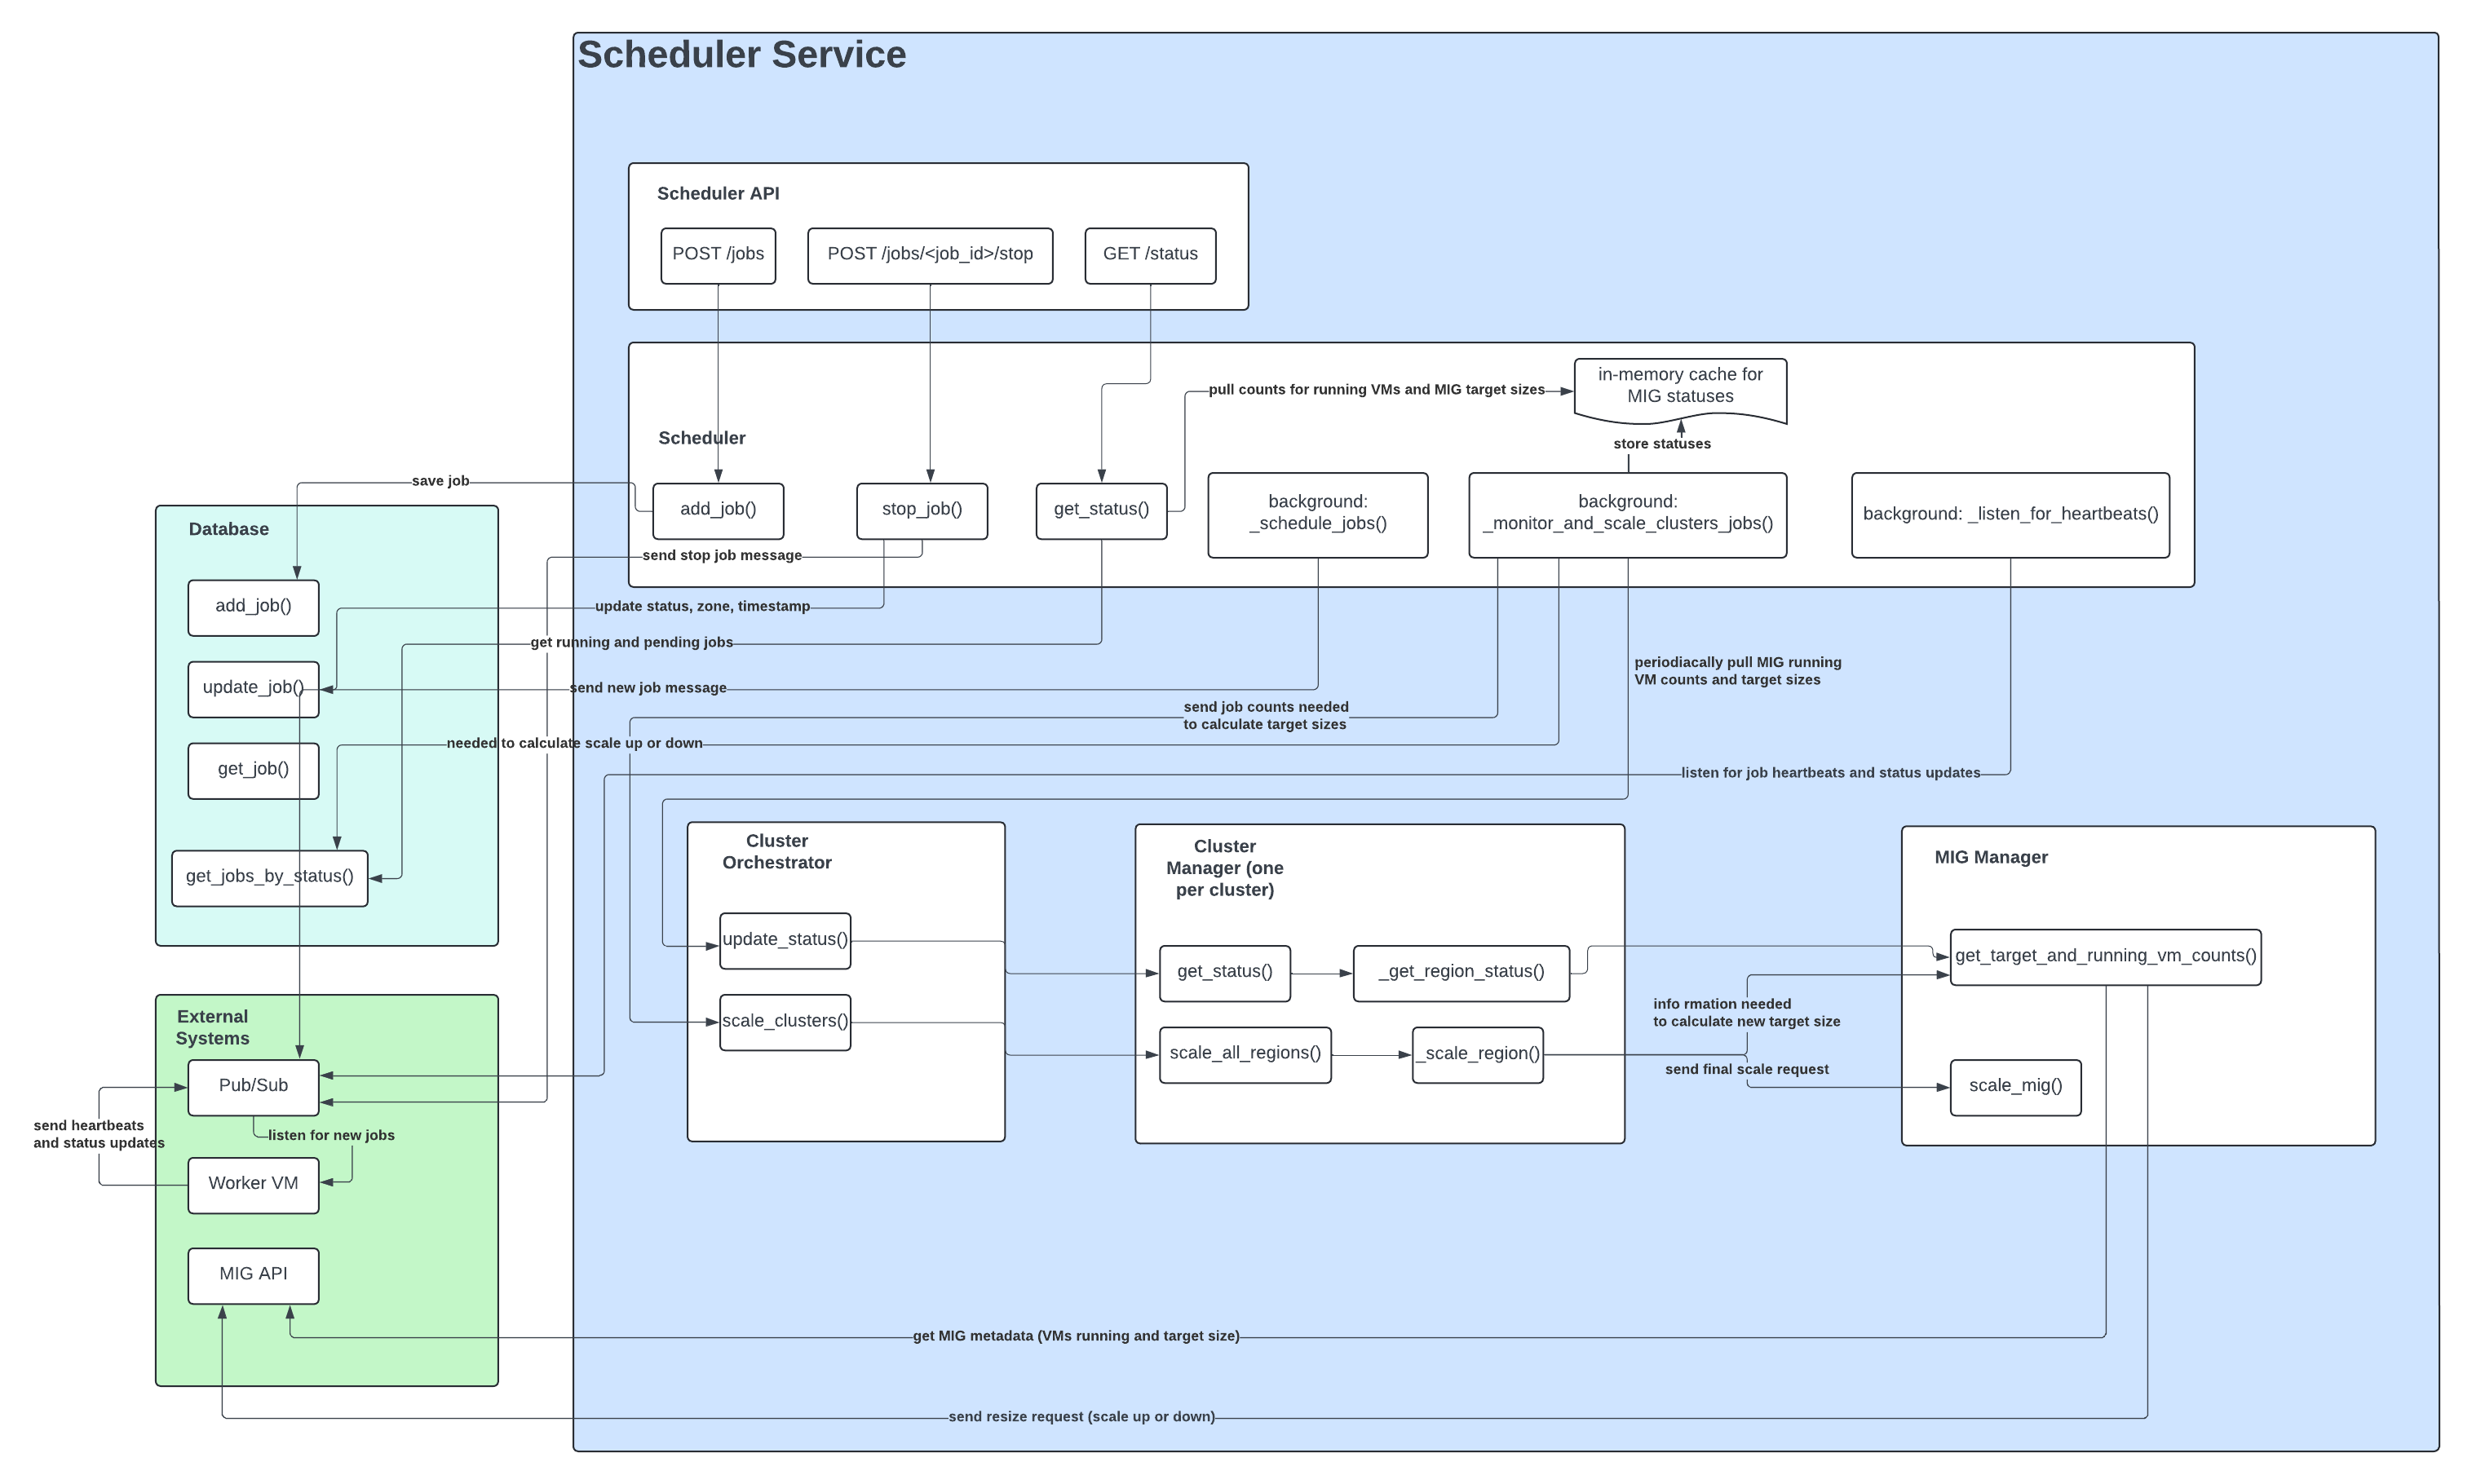 Scheduler Service
Scheduler API
POST /jobs
POST /jobs/<job_id>/stop
GET /status
in-memory cache for
MIG statuses
pull counts for running VMs and MIG target sizes
store statuses
Scheduler
add_job()
stop_job()
get_status()
background:
_schedule_jobs()
background:
_monitor_and_scale_clusters_jobs()
background: _listen_for_heartbeats()
save job
send stop job message
update status, zone, timestamp
get running and pending jobs
send new job message
periodiacally pull MIG running
VM counts and target sizes
send job counts needed
to calculate target sizes
needed to calculate scale up or down
listen for job heartbeats and status updates
Database
add_job()
update_job()
get_job()
get_jobs_by_status()
Cluster
Orchestrator
update_status()
scale_clusters()
Cluster
Manager (one
per cluster)
get_status()
_get_region_status()
scale_all_regions()
_scale_region()
info rmation needed
to calculate new target size
send final scale request
MIG Manager
get_target_and_running_vm_counts()
scale_mig()
External
Systems
Pub/Sub
send heartbeats
and status updates
listen for new jobs
Worker VM
MIG API
get MIG metadata (VMs running and target size)
send resize request (scale up or down)